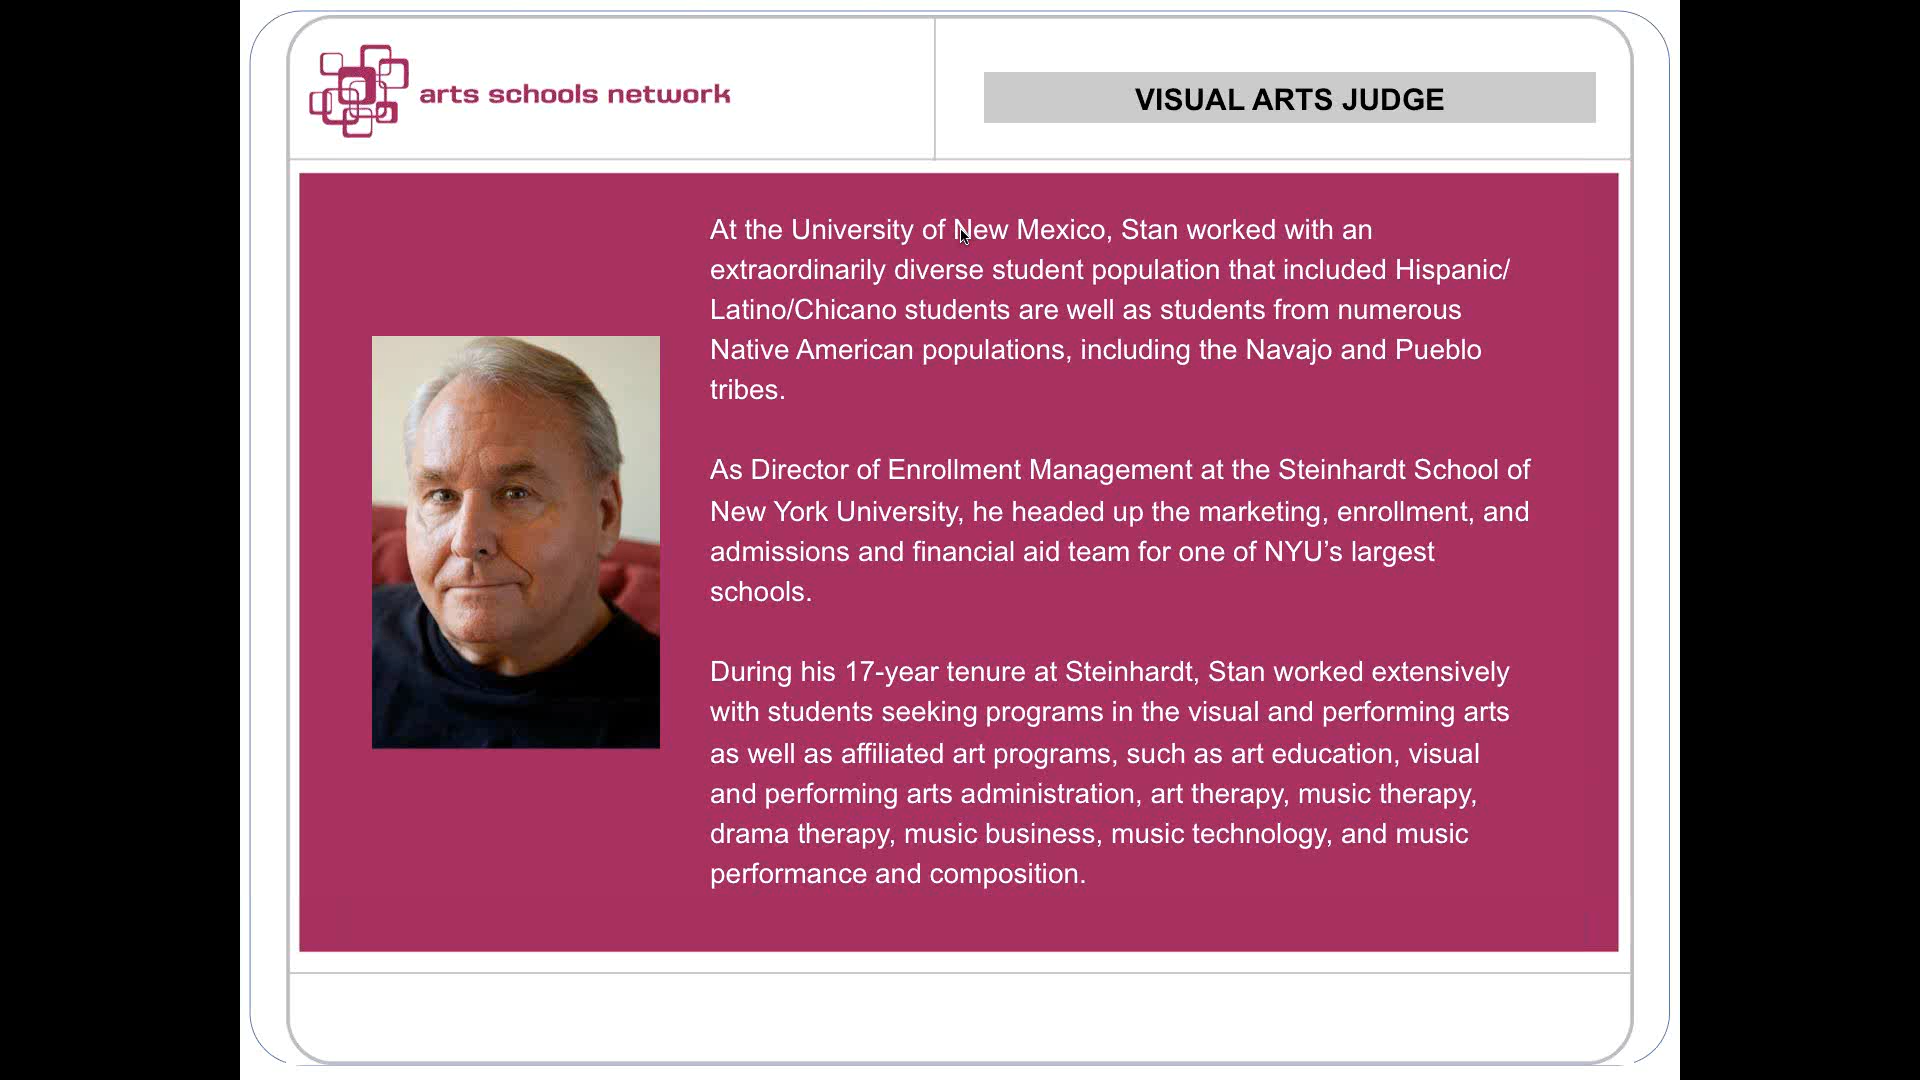 arts schools network
VISUAL ARTS JUDGE
At the University of New Mexico, Stan worked with an
extraordinarily diverse student population that included Hispanic/
Latino/Chicano students are well as students from numerous
Native American populations, including the Navajo and Pueblo
tribes.
As Director of Enrollment Management at the Steinhardt School of
New York University, he headed up the marketing, enrollment, and
admissions and financial aid team for one of NYU’s largest
schools.
During his 17-year tenure at Steinhardt, Stan worked extensively
with students seeking programs in the visual and performing arts
as well as affiliated art programs, such as art education, visual
and performing arts administration, art therapy, music therapy,
drama therapy, music business, music technology, and music
performance and composition.